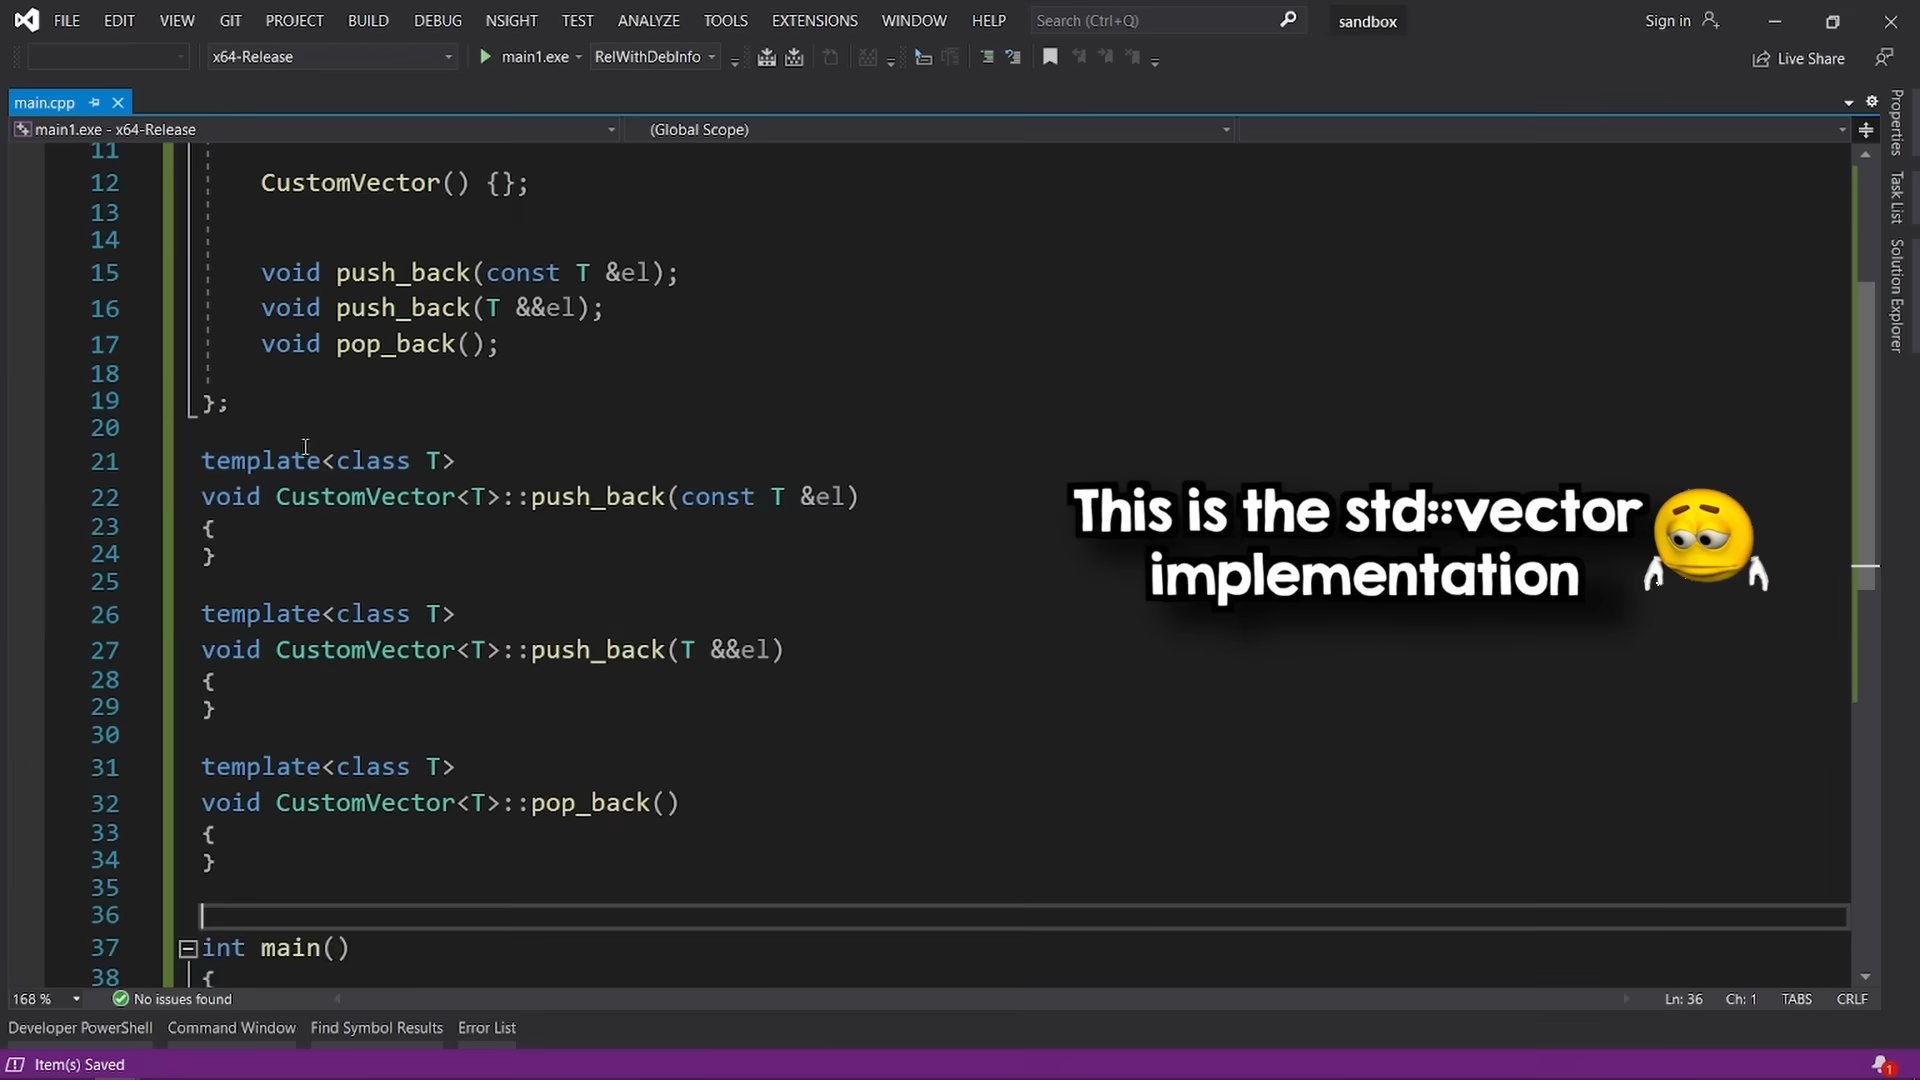 FILE EDIT VIEW GIT PROJECT BUILD DEBUG NSIGHT TEST ANALYZE TOOLS EXTENSIONS WINDOW HELP Search (Ctrl+Q) sandbox Sign in
x64-Release main1.exe RelWithDebInfo Live Share
main.cpp
main1.exe - x64-Release (Global Scope)
Properties
Task List
Solution Explorer
11
12 CustomVector() {};
13
14
15 void push_back(const T &el);
16 void push_back(T &&el);
17 void pop_back();
18
19 };
20
21 template<class T>
22 void CustomVector<T>::push_back(const T &el)
23 {
24 }
25
26 template<class T>
27 void CustomVector<T>::push_back(T &&el)
28 {
29 }
30
31 template<class T>
32 void CustomVector<T>::pop_back()
33 {
34 }
35
36
37 int main()
38 {
This is the std::vector
implementation
168 % No issues found Ln: 36 Ch: 1 TABS CRLF
Developer PowerShell Command Window Find Symbol Results Error List
Item(s) Saved 1